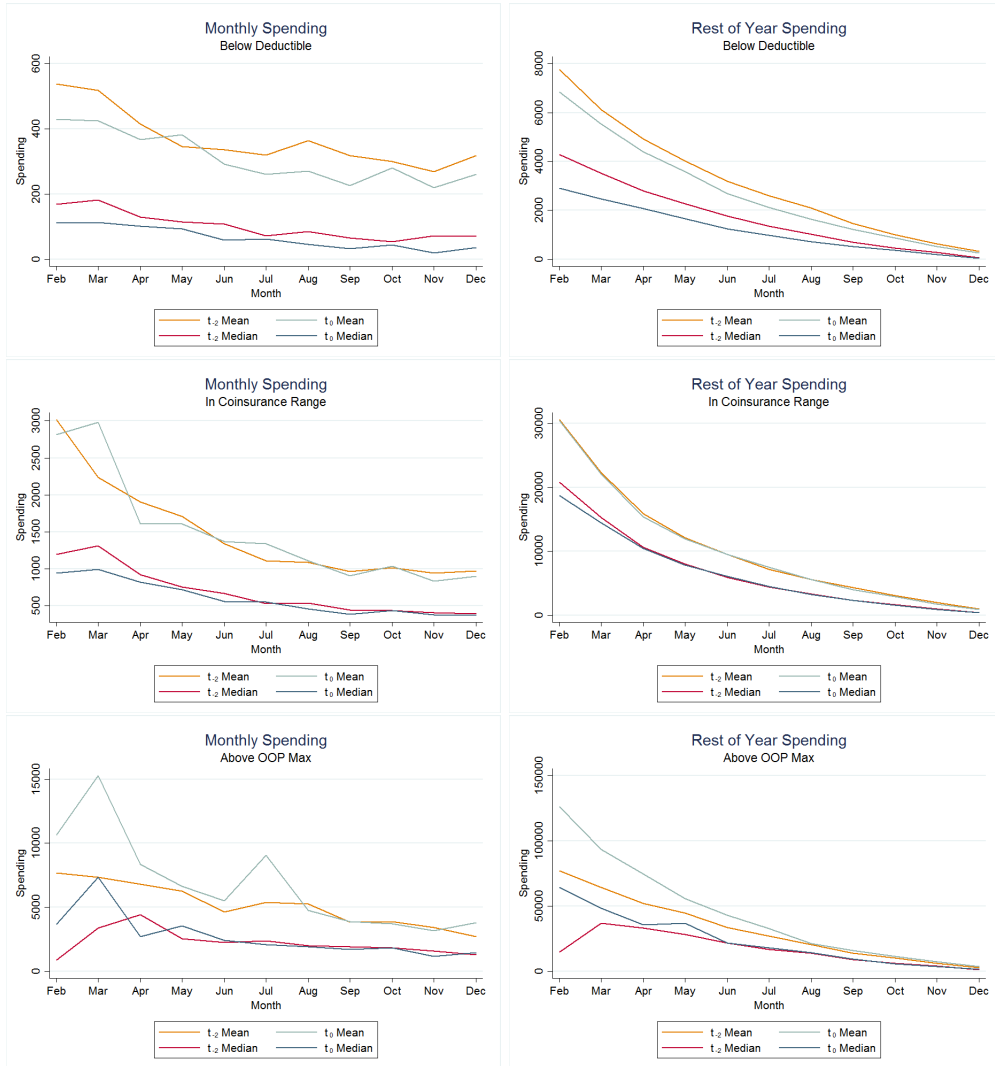 Monthly Spending
Below Deductible
Spending
600
400
200
0
Feb Mar Apr May Jun Jul Aug Sep Oct Nov Dec
Month
t-2 Mean t0 Mean
t-2 Median t0 Median
Rest of Year Spending
Below Deductible
Spending
8000
6000
4000
2000
0
Feb Mar Apr May Jun Jul Aug Sep Oct Nov Dec
Month
t-2 Mean t0 Mean
t-2 Median t0 Median
Monthly Spending
In Coinsurance Range
Spending
3000
2500
2000
1500
1000
500
Feb Mar Apr May Jun Jul Aug Sep Oct Nov Dec
Month
t-2 Mean t0 Mean
t-2 Median t0 Median
Rest of Year Spending
In Coinsurance Range
Spending
30000
20000
10000
0
Feb Mar Apr May Jun Jul Aug Sep Oct Nov Dec
Month
t-2 Mean t0 Mean
t-2 Median t0 Median
Monthly Spending
Above OOP Max
Spending
15000
10000
5000
0
Feb Mar Apr May Jun Jul Aug Sep Oct Nov Dec
Month
t-2 Mean t0 Mean
t-2 Median t0 Median
Rest of Year Spending
Above OOP Max
Spending
150000
100000
50000
0
Feb Mar Apr May Jun Jul Aug Sep Oct Nov Dec
Month
t-2 Mean t0 Mean
t-2 Median t0 Median